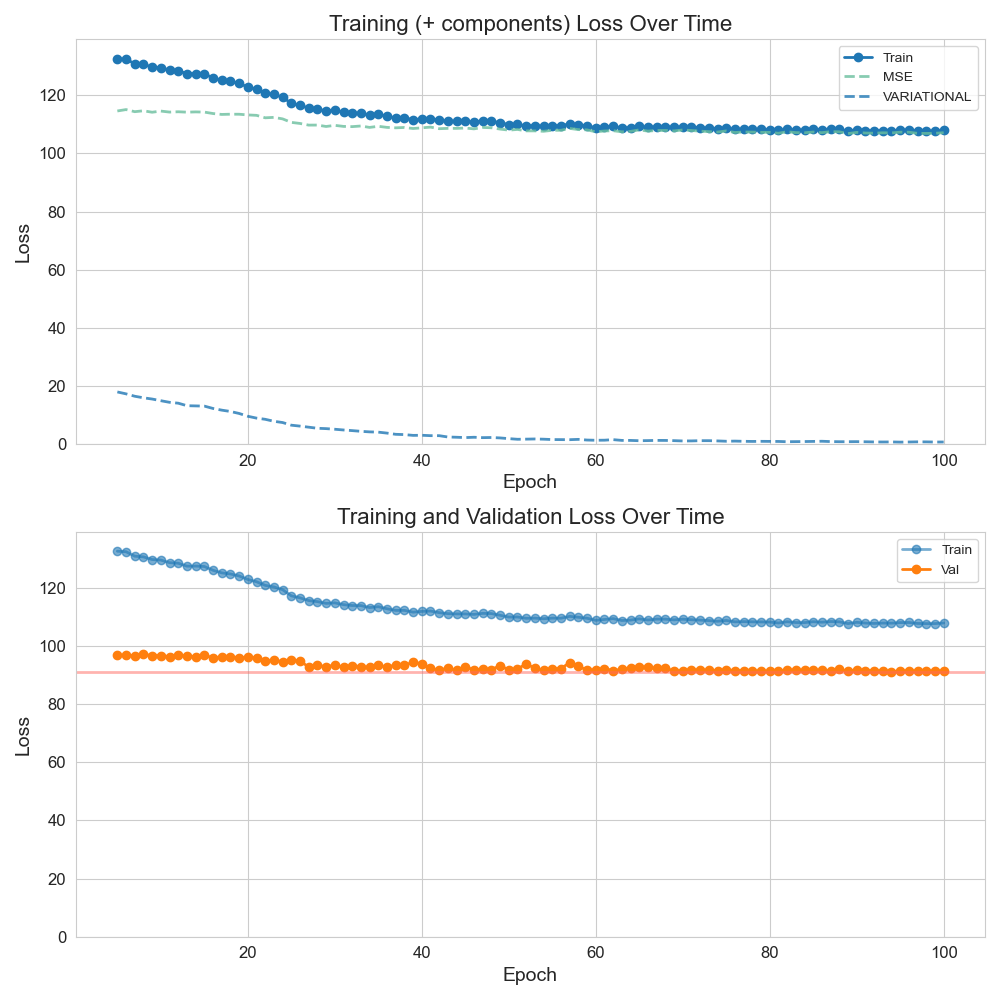 Training (+ components) Loss Over Time
Train
MSE
VARIATIONAL
120
100
80
60
40
20
0
Loss
20 40 60 80 100
Epoch
Training and Validation Loss Over Time
Train
Val
120
100
80
60
40
20
0
Loss
20 40 60 80 100
Epoch